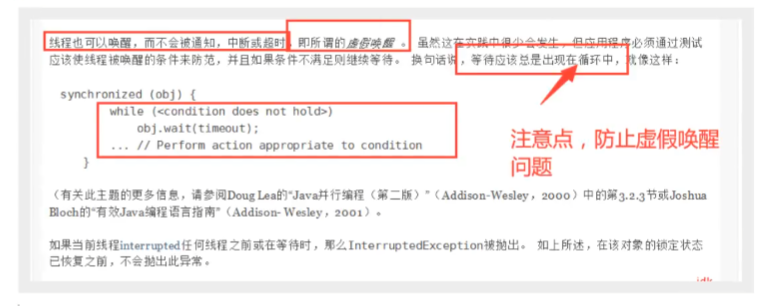 线程也可以唤醒，而不会被通知，中断或超时，即所谓的虚假唤醒 。 虽然这在实践中很少会发生，但应用程序必须通过测试
应该使线程被唤醒的条件来防范，并且如果条件不满足则继续等待。 换句话说，等待应该总是出现在循环中，就像这样：
synchronized (obj) {
while (<condition does not hold>)
obj.wait(timeout);
... // Perform action appropriate to condition
}
注意点，防止虚假唤醒
问题
（有关此主题的更多信息，请参阅Doug Lea的“Java并行编程（第二版）”（Addison-Wesley，2000）中的第3.2.3节或Joshua
Bloch的“有效Java编程语言指南”（Addison- Wesley，2001）。
如果当前线程interrupted任何线程之前或在等待时，那么InterruptedException被抛出。 如上所述，在该对象的锁定状态
已恢复之前，不会抛出此异常。